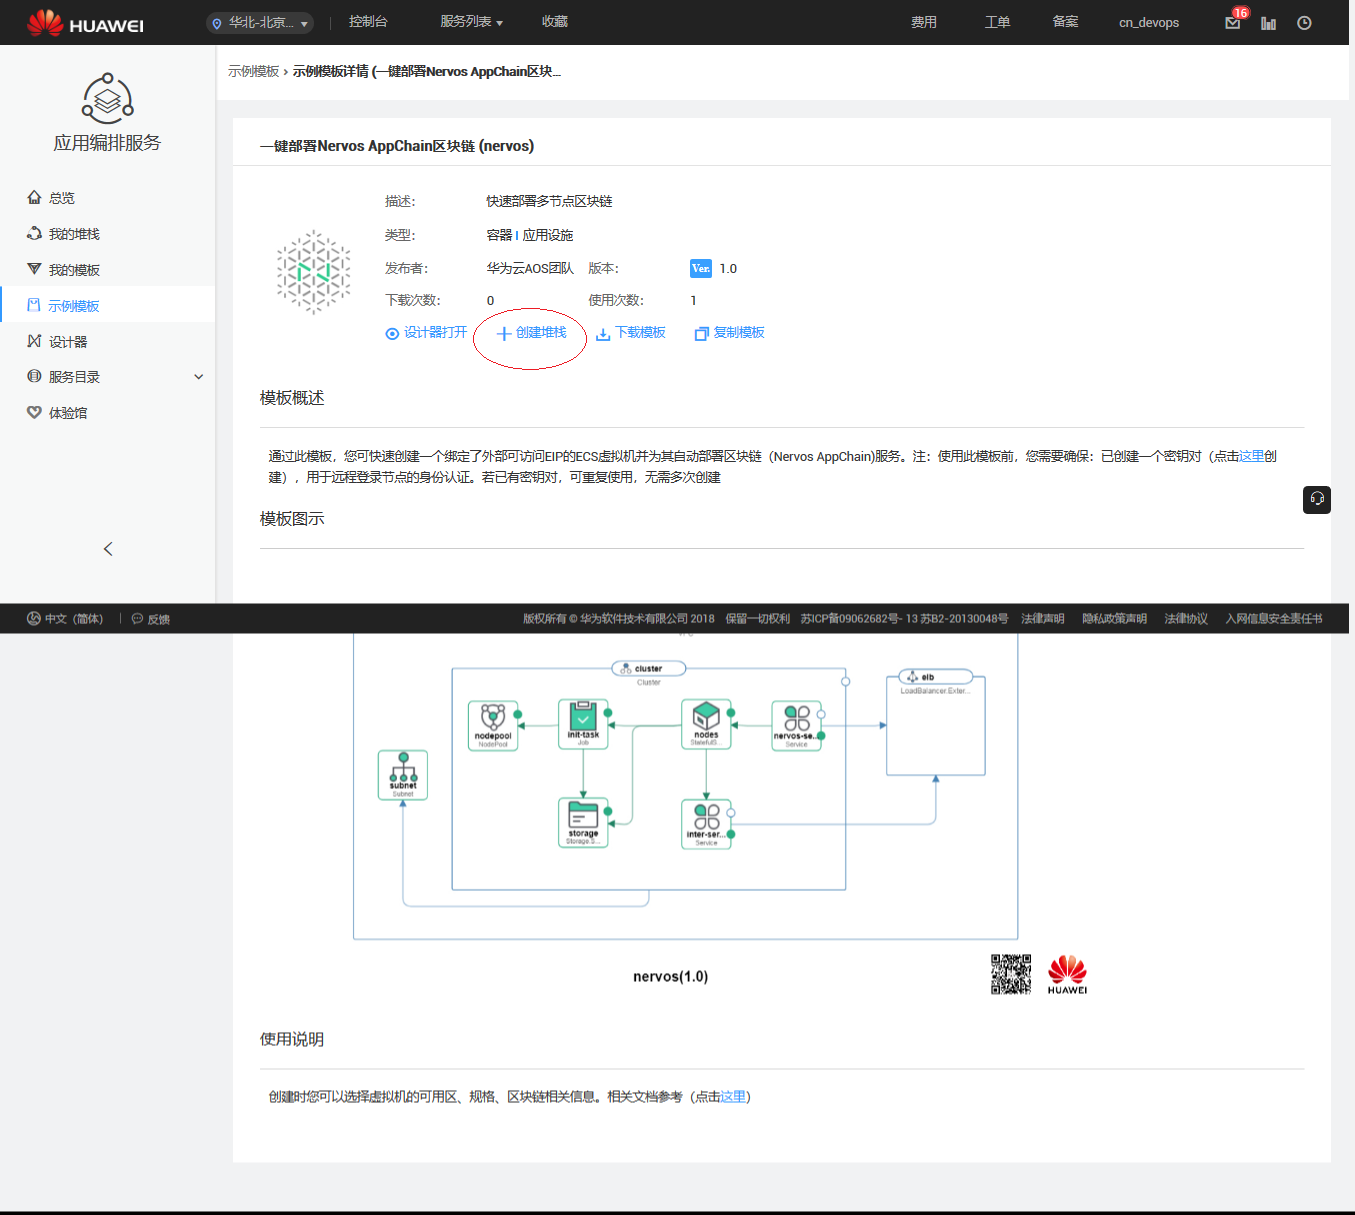 HUAWEI
华北-北京...
控制台
服务列表
收藏
费用
工单
备案
cn_devops
16
示例模板 › 示例模板详情 (一键部署Nervos AppChain区块...
应用编排服务
总览
我的堆栈
我的模板
示例模板
设计器
服务目录
体验馆
一键部署Nervos AppChain区块链 (nervos)
描述: 快速部署多节点区块链
类型: 容器 | 应用设施
发布者: 华为云AOS团队 版本: Ver. 1.0
下载次数: 0 使用次数: 1
设计器打开 创建堆栈 下载模板 复制模板
模板概述
通过此模板，您可快速创建一个绑定了外部可访问EIP的ECS虚拟机并为其自动部署区块链（Nervos AppChain)服务。注：使用此模板前，您需要确保：已创建一个密钥对（点击这里创
建），用于远程登录节点的身份认证。若已有密钥对，可重复使用，无需多次创建
模板图示
中文（简体） | 反馈
版权所有 © 华为软件技术有限公司 2018 保留一切权利 苏ICP备09062682号- 13 苏B2-20130048号 法律声明 隐私政策声明 法律协议 入网信息安全责任书
cluster
Cluster
elb
LoadBalancer.Exter...
nodepool
NodePool
init-task
Job
nodes
StatefulS...
nervos-se...
Service
subnet
Subnet
storage
Storage.S...
inter-ser...
Service
nervos(1.0)
HUAWEI
使用说明
创建时您可以选择虚拟机的可用区、规格、区块链相关信息。相关文档参考（点击这里）